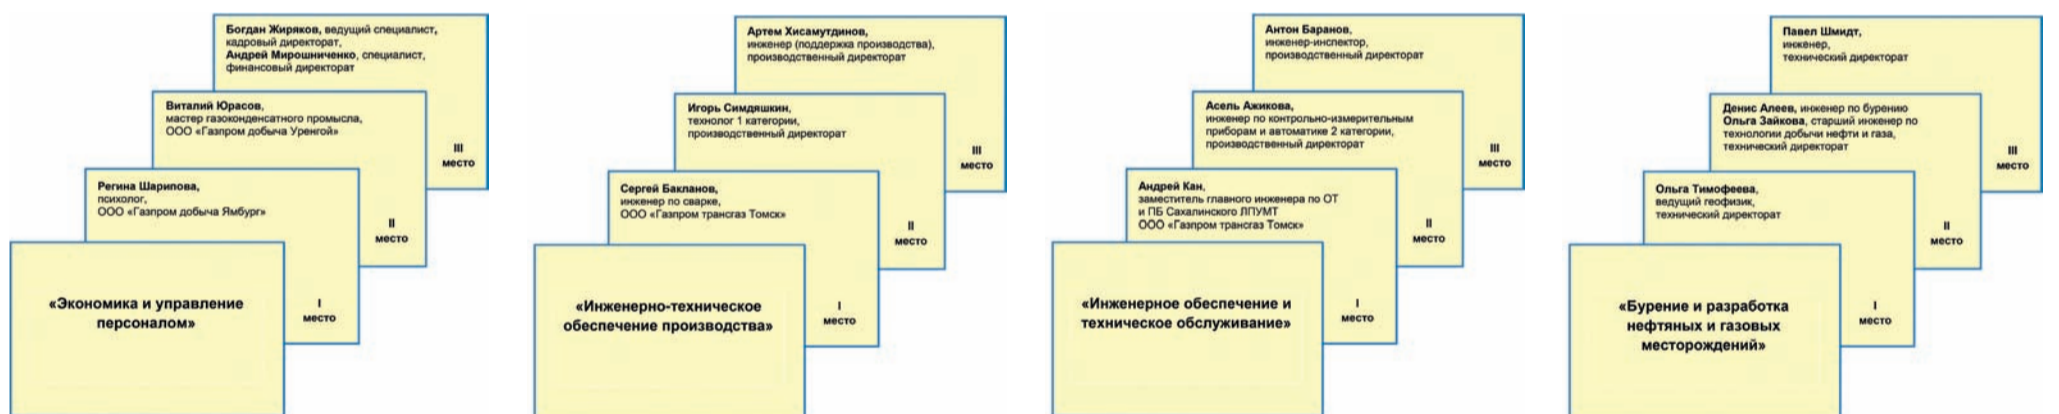 Богдан Жиряков, ведущий специалист,
кадровый директорат,
Андрей Мирошниченко, специалист,
финансовый директорат
III
место
Виталий Юрасов,
мастер газоконденсатного промысла,
ООО «Газпром добыча Уренгой»
II
место
Регина Шарипова,
психолог,
ООО «Газпром добыча Ямбург»
I
место
«Экономика и управление
персоналом»
Артем Хисамутдинов,
инженер (поддержка производства),
производственный директорат
III
место
Игорь Симдяшкин,
технолог 1 категории,
производственный директорат
II
место
Сергей Бакланов,
инженер по сварке,
ООО «Газпром трансгаз Томск»
I
место
«Инженерно-техническое
обеспечение производства»
Антон Баранов,
инженер-инспектор,
производственный директорат
III
место
Асель Ажикова,
инженер по контрольно-измерительным
приборам и автоматике 2 категории,
производственный директорат
II
место
Андрей Кан,
заместитель главного инженера по ОТ
и ПБ Сахалинского ЛПУМТ
ООО «Газпром трансгаз Томск»
I
место
«Инженерное обеспечение и
техническое обслуживание»
Павел Шмидт,
инженер,
технический директорат
III
место
Денис Алеев, инженер по бурению
Ольга Зайкова, старший инженер по
технологии добычи нефти и газа,
технический директорат
II
место
Ольга Тимофеева,
ведущий геофизик,
технический директорат
I
место
«Бурение и разработка
нефтяных и газовых
месторождений»